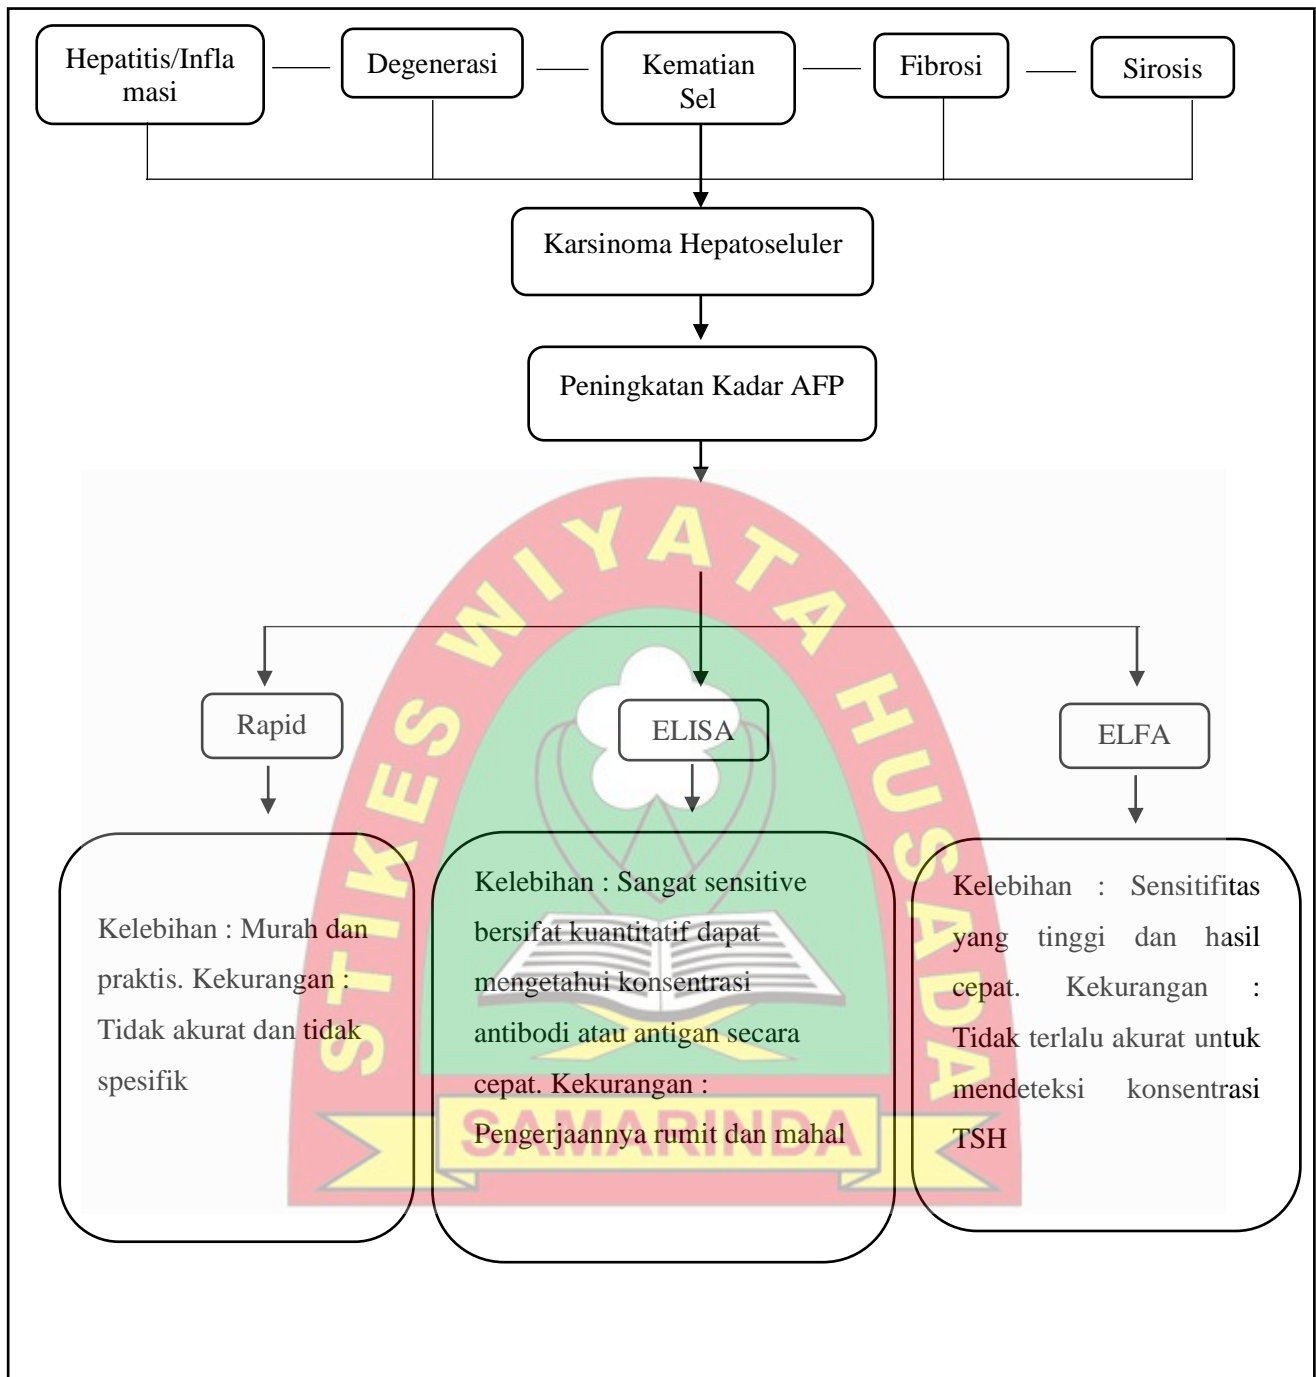 Hepatitis/Infla
masi
Degenerasi
Kematian
Sel
Fibrosi
Sirosis
Karsinoma Hepatoseluler
Peningkatan Kadar AFP
STIKES WIYATA HUSADA
SAMARINDA
Rapid
ELISA
ELFA
Kelebihan : Murah dan
praktis. Kekurangan :
Tidak akurat dan tidak
spesifik
Kelebihan : Sangat sensitive
bersifat kuantitatif dapat
mengetahui konsentrasi
antibodi atau antigan secara
cepat. Kekurangan :
Pengerjaannya rumit dan mahal
Kelebihan : Sensitifitas
yang tinggi dan hasil
cepat. Kekurangan :
Tidak terlalu akurat untuk
mendeteksi konsentrasi
TSH